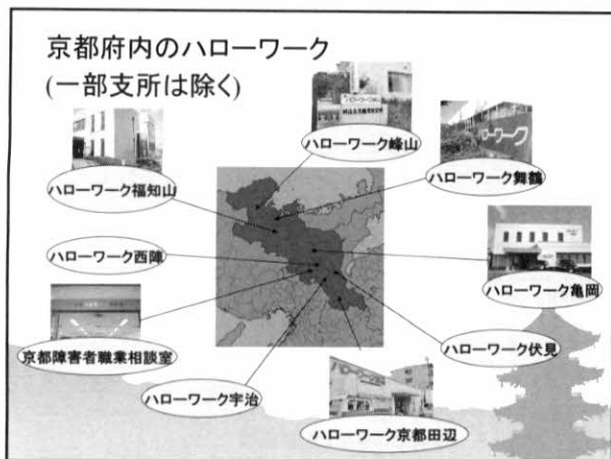 京都府内のハローワーク
(一部支所は除く)
ハローワーク峰山
ハローワーク舞鶴
ハローワーク福知山
ハローワーク西陣
ハローワーク亀岡
京都障害者職業相談室
ハローワーク伏見
ハローワーク宇治
ハローワーク京都田辺